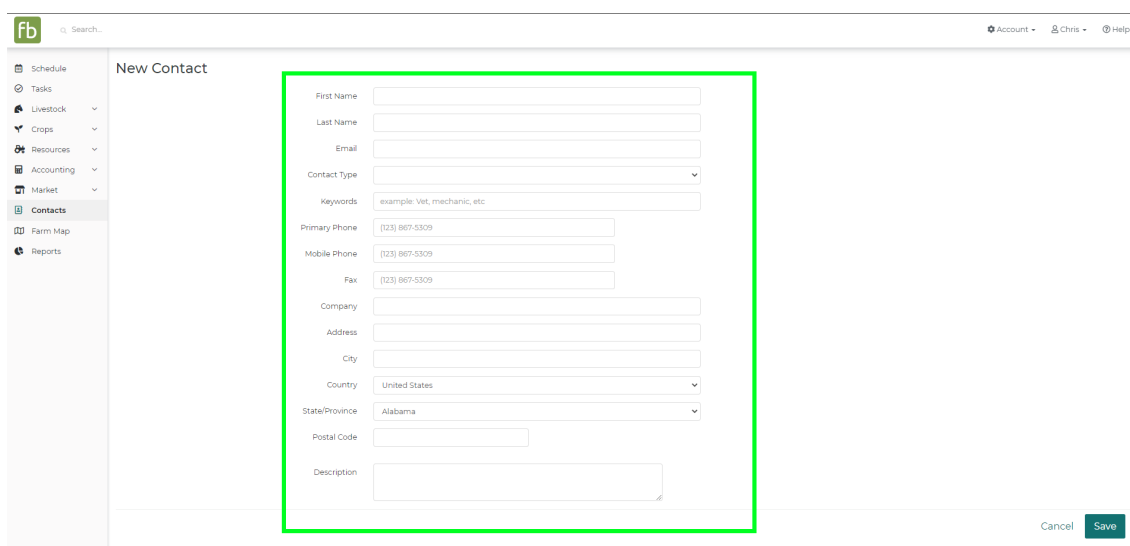 fb
Search...
Account
Chris
Help
Schedule
Tasks
Livestock
Crops
Resources
Accounting
Market
Contacts
Farm Map
Reports
New Contact
First Name
Last Name
Email
Contact Type
Keywords example: Vet, mechanic, etc
Primary Phone (123) 867-5309
Mobile Phone (123) 867-5309
Fax (123) 867-5309
Company
Address
City
Country United States
State/Province Alabama
Postal Code
Description
Cancel Save